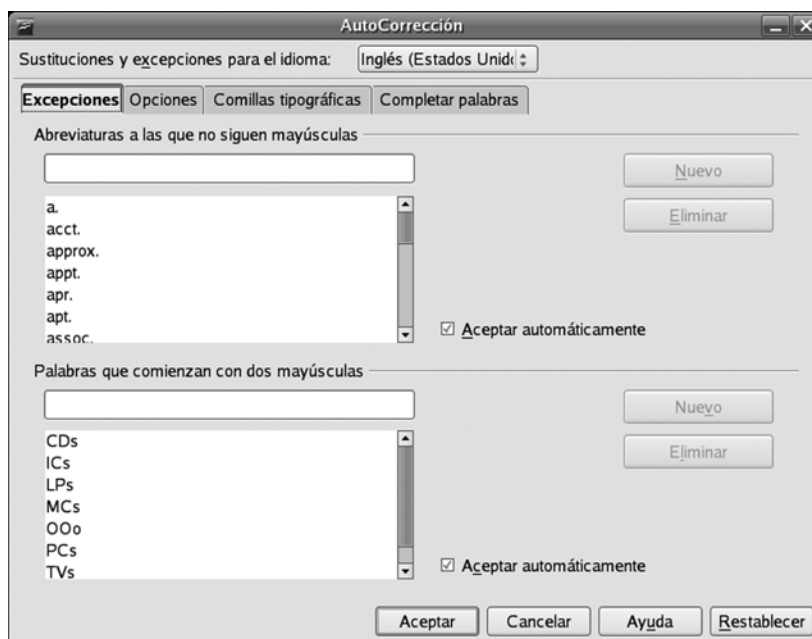 AutoCorrección
Sustituciones y excepciones para el idioma: Inglés (Estados Unid
Excepciones Opciones Comillas tipográficas Completar palabras
Abreviaturas a las que no siguen mayúsculas
Nuevo
a.
acct.
approx.
appt.
apr.
apt.
assoc.
Eliminar
Aceptar automáticamente
Palabras que comienzan con dos mayúsculas
Nuevo
CDs
ICs
LPs
MCs
OOo
PCs
TVs
Eliminar
Aceptar automáticamente
Aceptar Cancelar Ayuda Restablecer